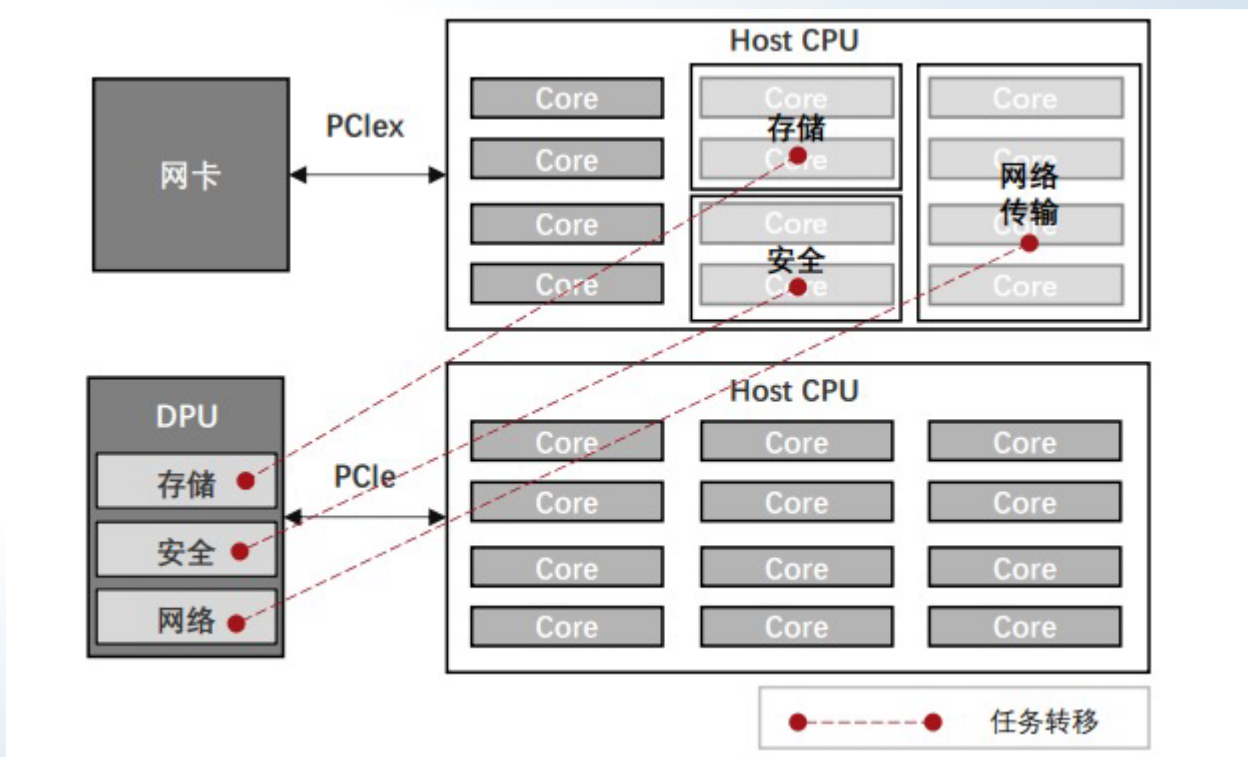 Host CPU
网卡
PCIex
Core
Core
Core
Core
Core
Core
存储
Core
Core
安全
Core
Core
Core
Core
网络
传输
DPU
存储
安全
网络
PCIe
Host CPU
Core
Core
Core
Core
Core
Core
Core
Core
Core
Core
Core
Core
任务转移